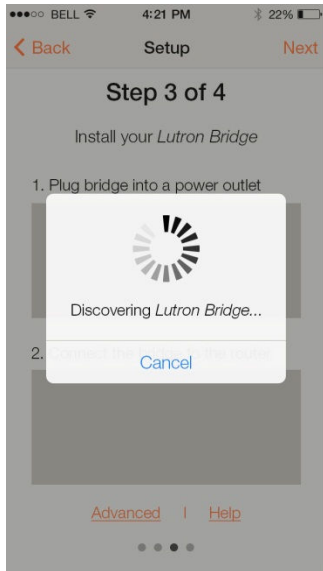 BELL 4:21 PM 22%
Back Setup Next
Step 3 of 4
Install your Lutron Bridge
1. Plug bridge into a power outlet
Discovering Lutron Bridge...
2. Connect the bridge to the router
Cancel
Advanced | Help